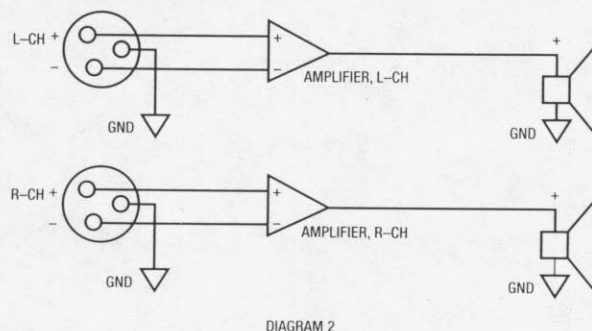 L–CH +
–
+
–
AMPLIFIER, L–CH
+
GND
GND
R–CH +
–
+
–
AMPLIFIER, R–CH
+
GND
GND
DIAGRAM 2